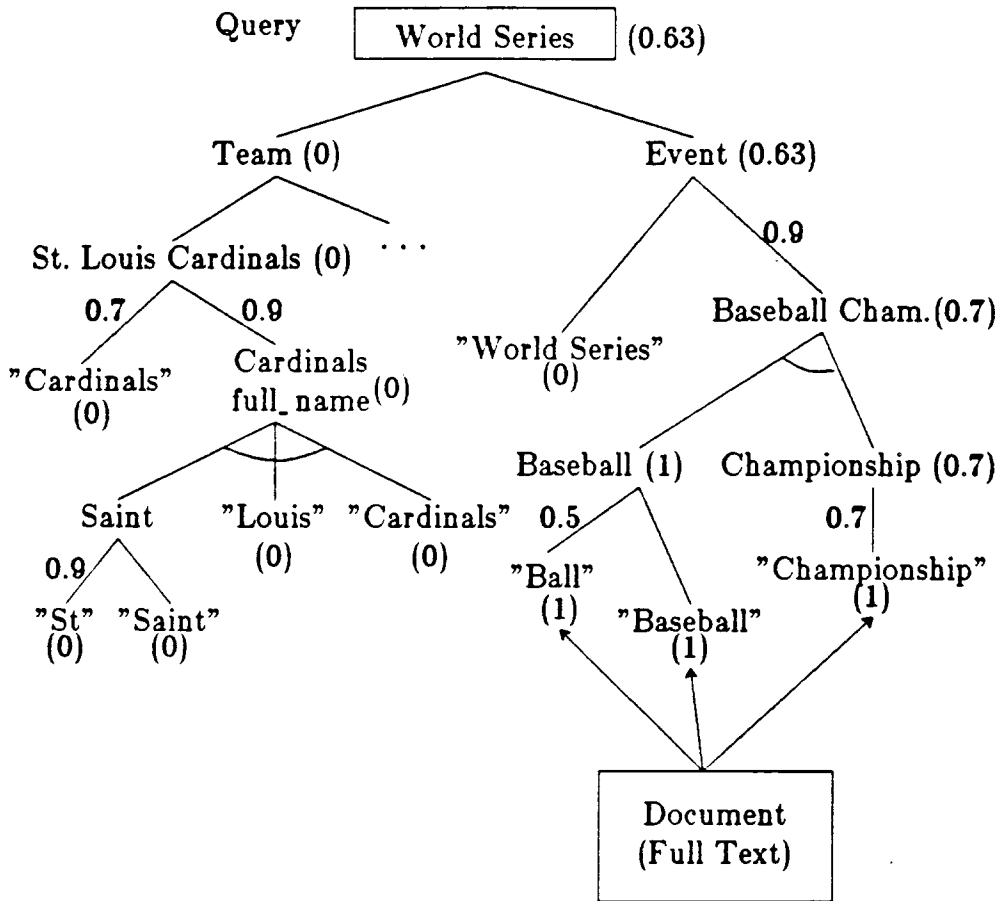 Query World Series (0.63)
Team (0) Event (0.63)
St. Louis Cardinals (0) . . . 0.9
0.7 0.9 Baseball Cham. (0.7)
"Cardinals" Cardinals "World Series"
(0) full_name (0) (0)
Baseball (1) Championship (0.7)
Saint "Louis" "Cardinals" 0.5 0.7
(0) (0)
0.9 "Ball" "Championship"
(1) (1)
"St" "Saint" "Baseball"
(0) (0) (1)
Document
(Full Text)